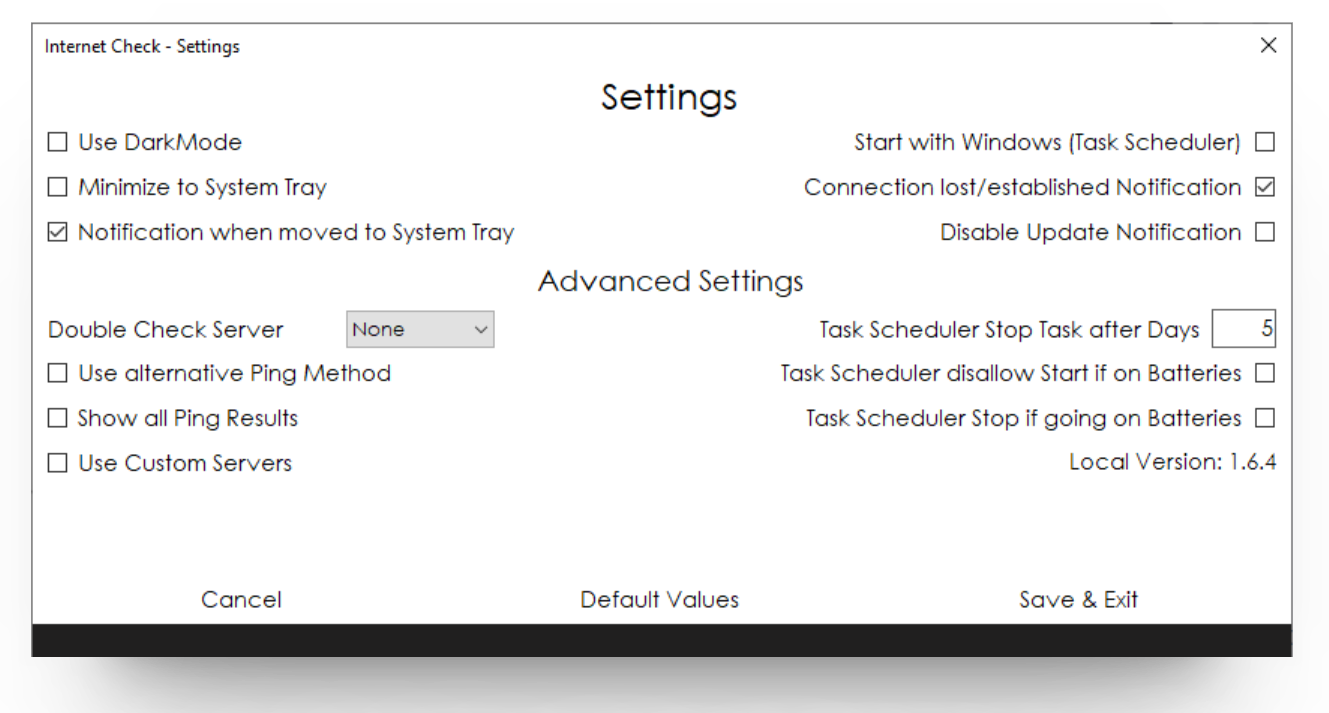 Internet Check - Settings
Settings
Use DarkMode
Start with Windows (Task Scheduler)
Minimize to System Tray
Connection lost/established Notification
Notification when moved to System Tray
Disable Update Notification
Advanced Settings
Double Check Server None
Task Scheduler Stop Task after Days 5
Use alternative Ping Method
Task Scheduler disallow Start if on Batteries
Show all Ping Results
Task Scheduler Stop if going on Batteries
Use Custom Servers
Local Version: 1.6.4
Cancel
Default Values
Save & Exit